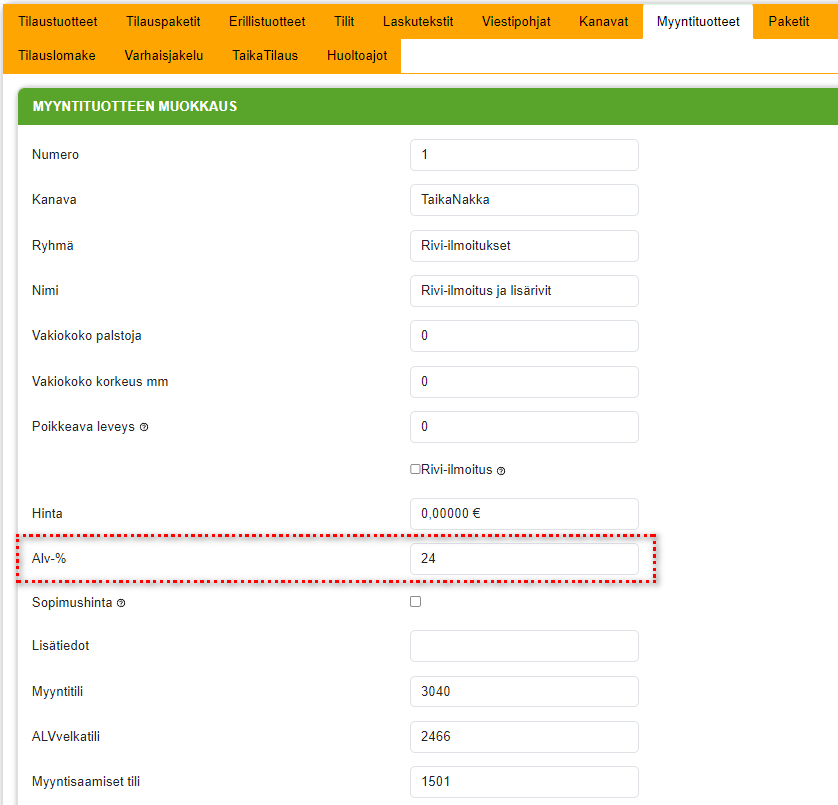 Tilaustuotteet Tilauspaketit Erillistuotteet Tilit Laskutekstit Viestipohjat Kanavat Myyntituotteet Paketit
Tilauslomake Varhaisjakelu TaikaTilaus Huoltoajot
MYYNTITUOTTEEN MUOKKAUS
Numero 1
Kanava TaikaNakka
Ryhmä Rivi-ilmoitukset
Nimi Rivi-ilmoitus ja lisärivit
Vakiokoko palstoja 0
Vakiokoko korkeus mm 0
Poikkeava leveys 0
Rivi-ilmoitus
Hinta 0,00000 €
Alv-% 24
Sopimushinta
Lisätiedot
Myyntitili 3040
ALVvelkatili 2466
Myyntisaamiset tili 1501